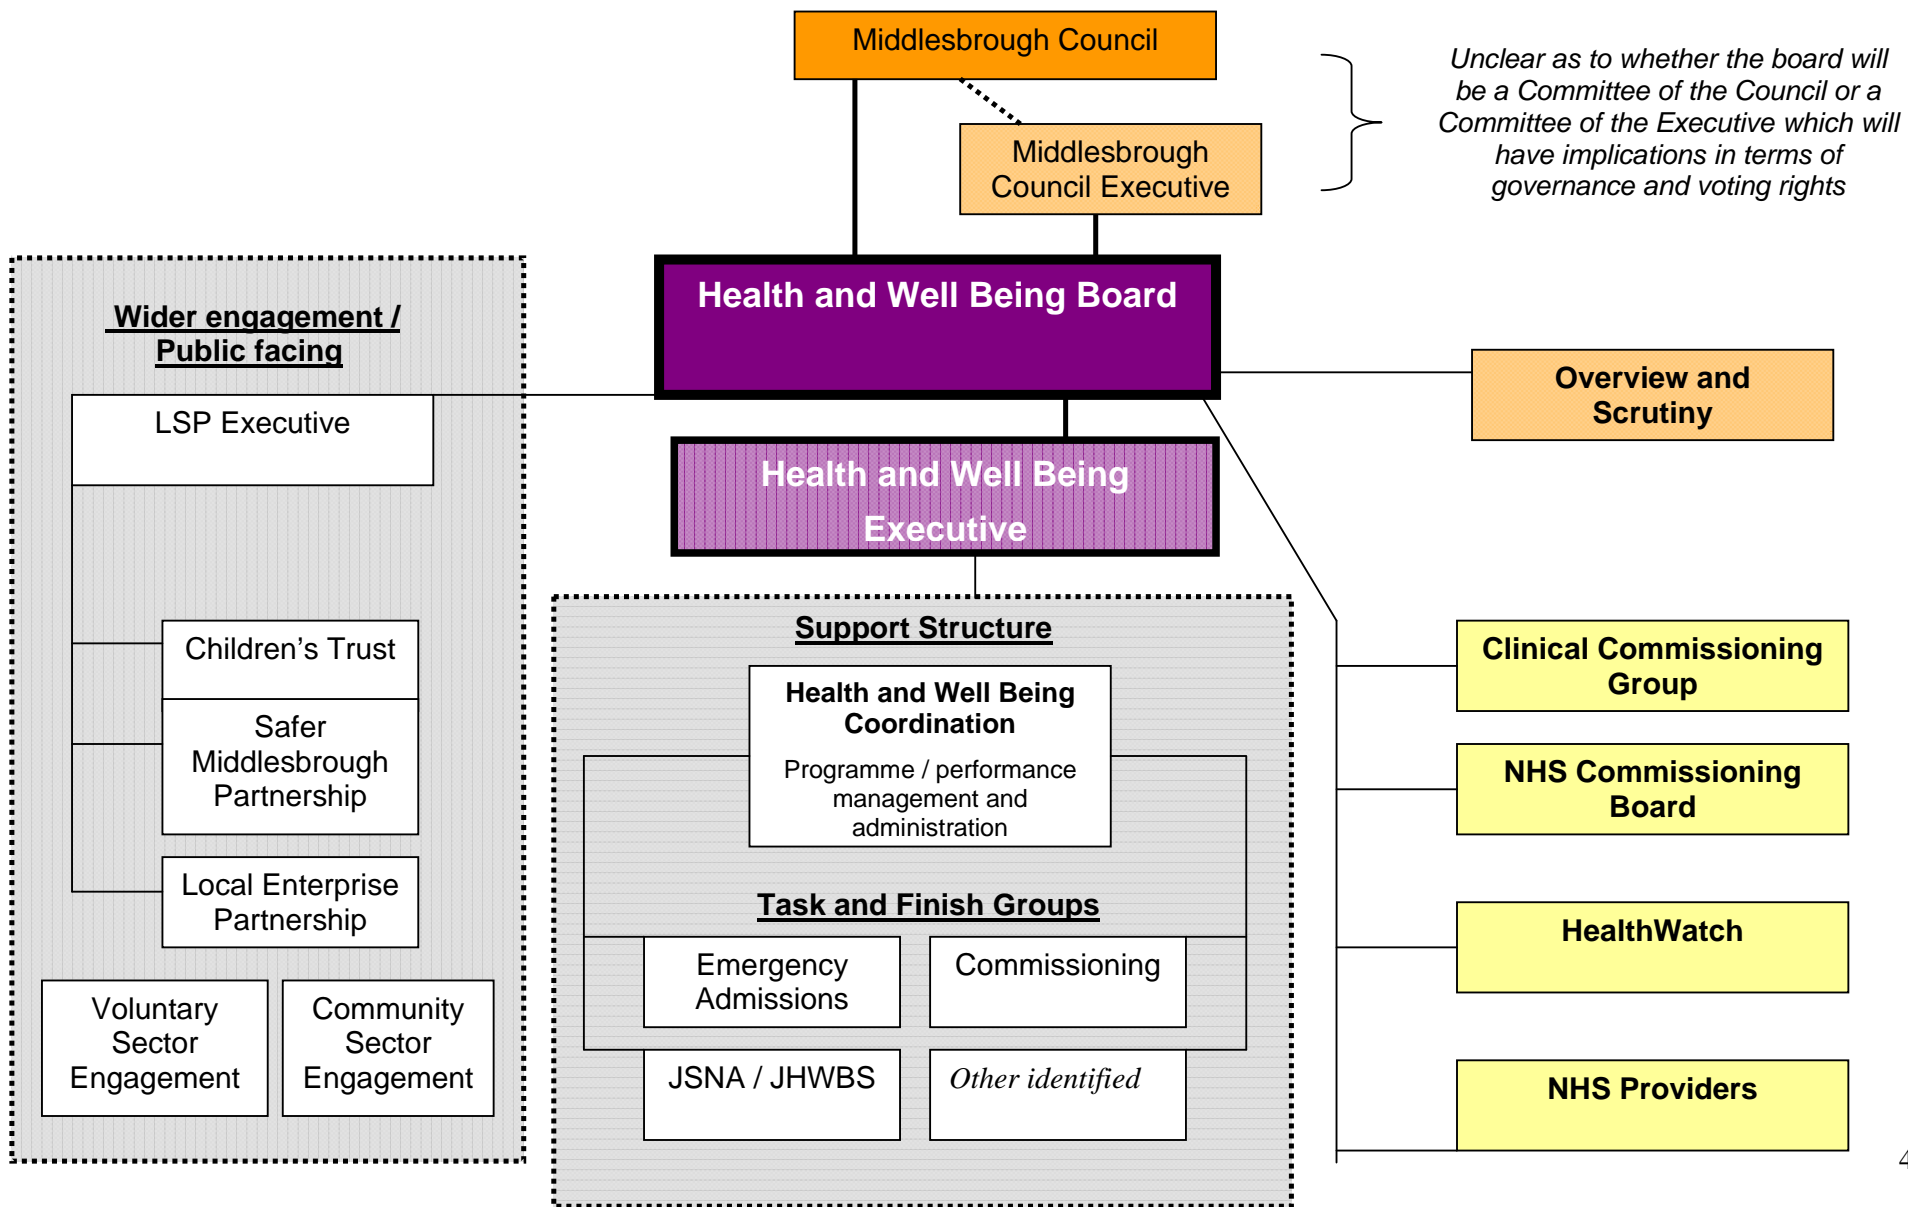 Middlesbrough Council
Unclear as to whether the board will
be a Committee of the Council or a
Committee of the Executive which will
have implications in terms of
governance and voting rights
Middlesbrough
Council Executive
Health and Well Being Board
Wider engagement /
Public facing
LSP Executive
Overview and
Scrutiny
Health and Well Being
Executive
Children’s Trust
Safer
Middlesbrough
Partnership
Local Enterprise
Partnership
Voluntary
Sector
Engagement
Community
Sector
Engagement
Support Structure
Health and Well Being
Coordination
Programme / performance
management and
administration
Task and Finish Groups
Emergency
Admissions
Commissioning
JSNA / JHWBS
Other identified
Clinical Commissioning
Group
NHS Commissioning
Board
HealthWatch
NHS Providers
4